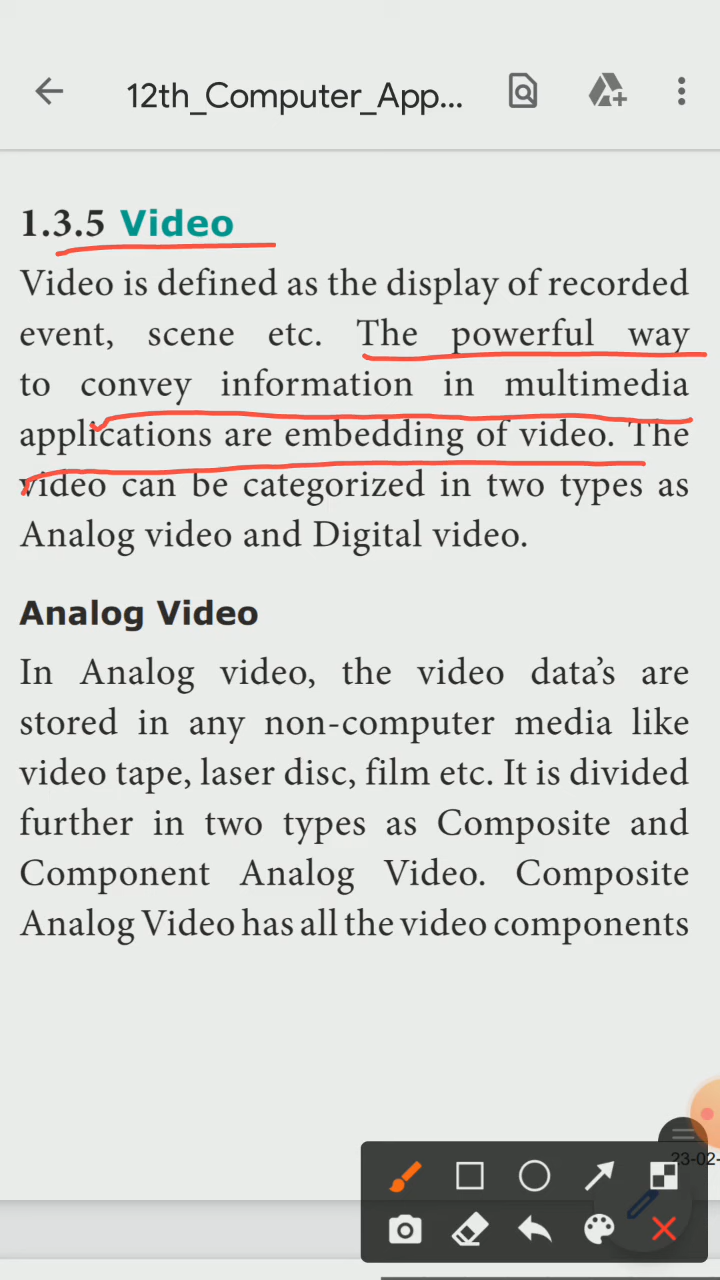 12th_Computer_App...
1.3.5 Video
Video is defined as the display of recorded
event, scene etc. The powerful way
to convey information in multimedia
applications are embedding of video. The
video can be categorized in two types as
Analog video and Digital video.
Analog Video
In Analog video, the video data’s are
stored in any non-computer media like
video tape, laser disc, film etc. It is divided
further in two types as Composite and
Component Analog Video. Composite
Analog Video has all the video components
23-02-